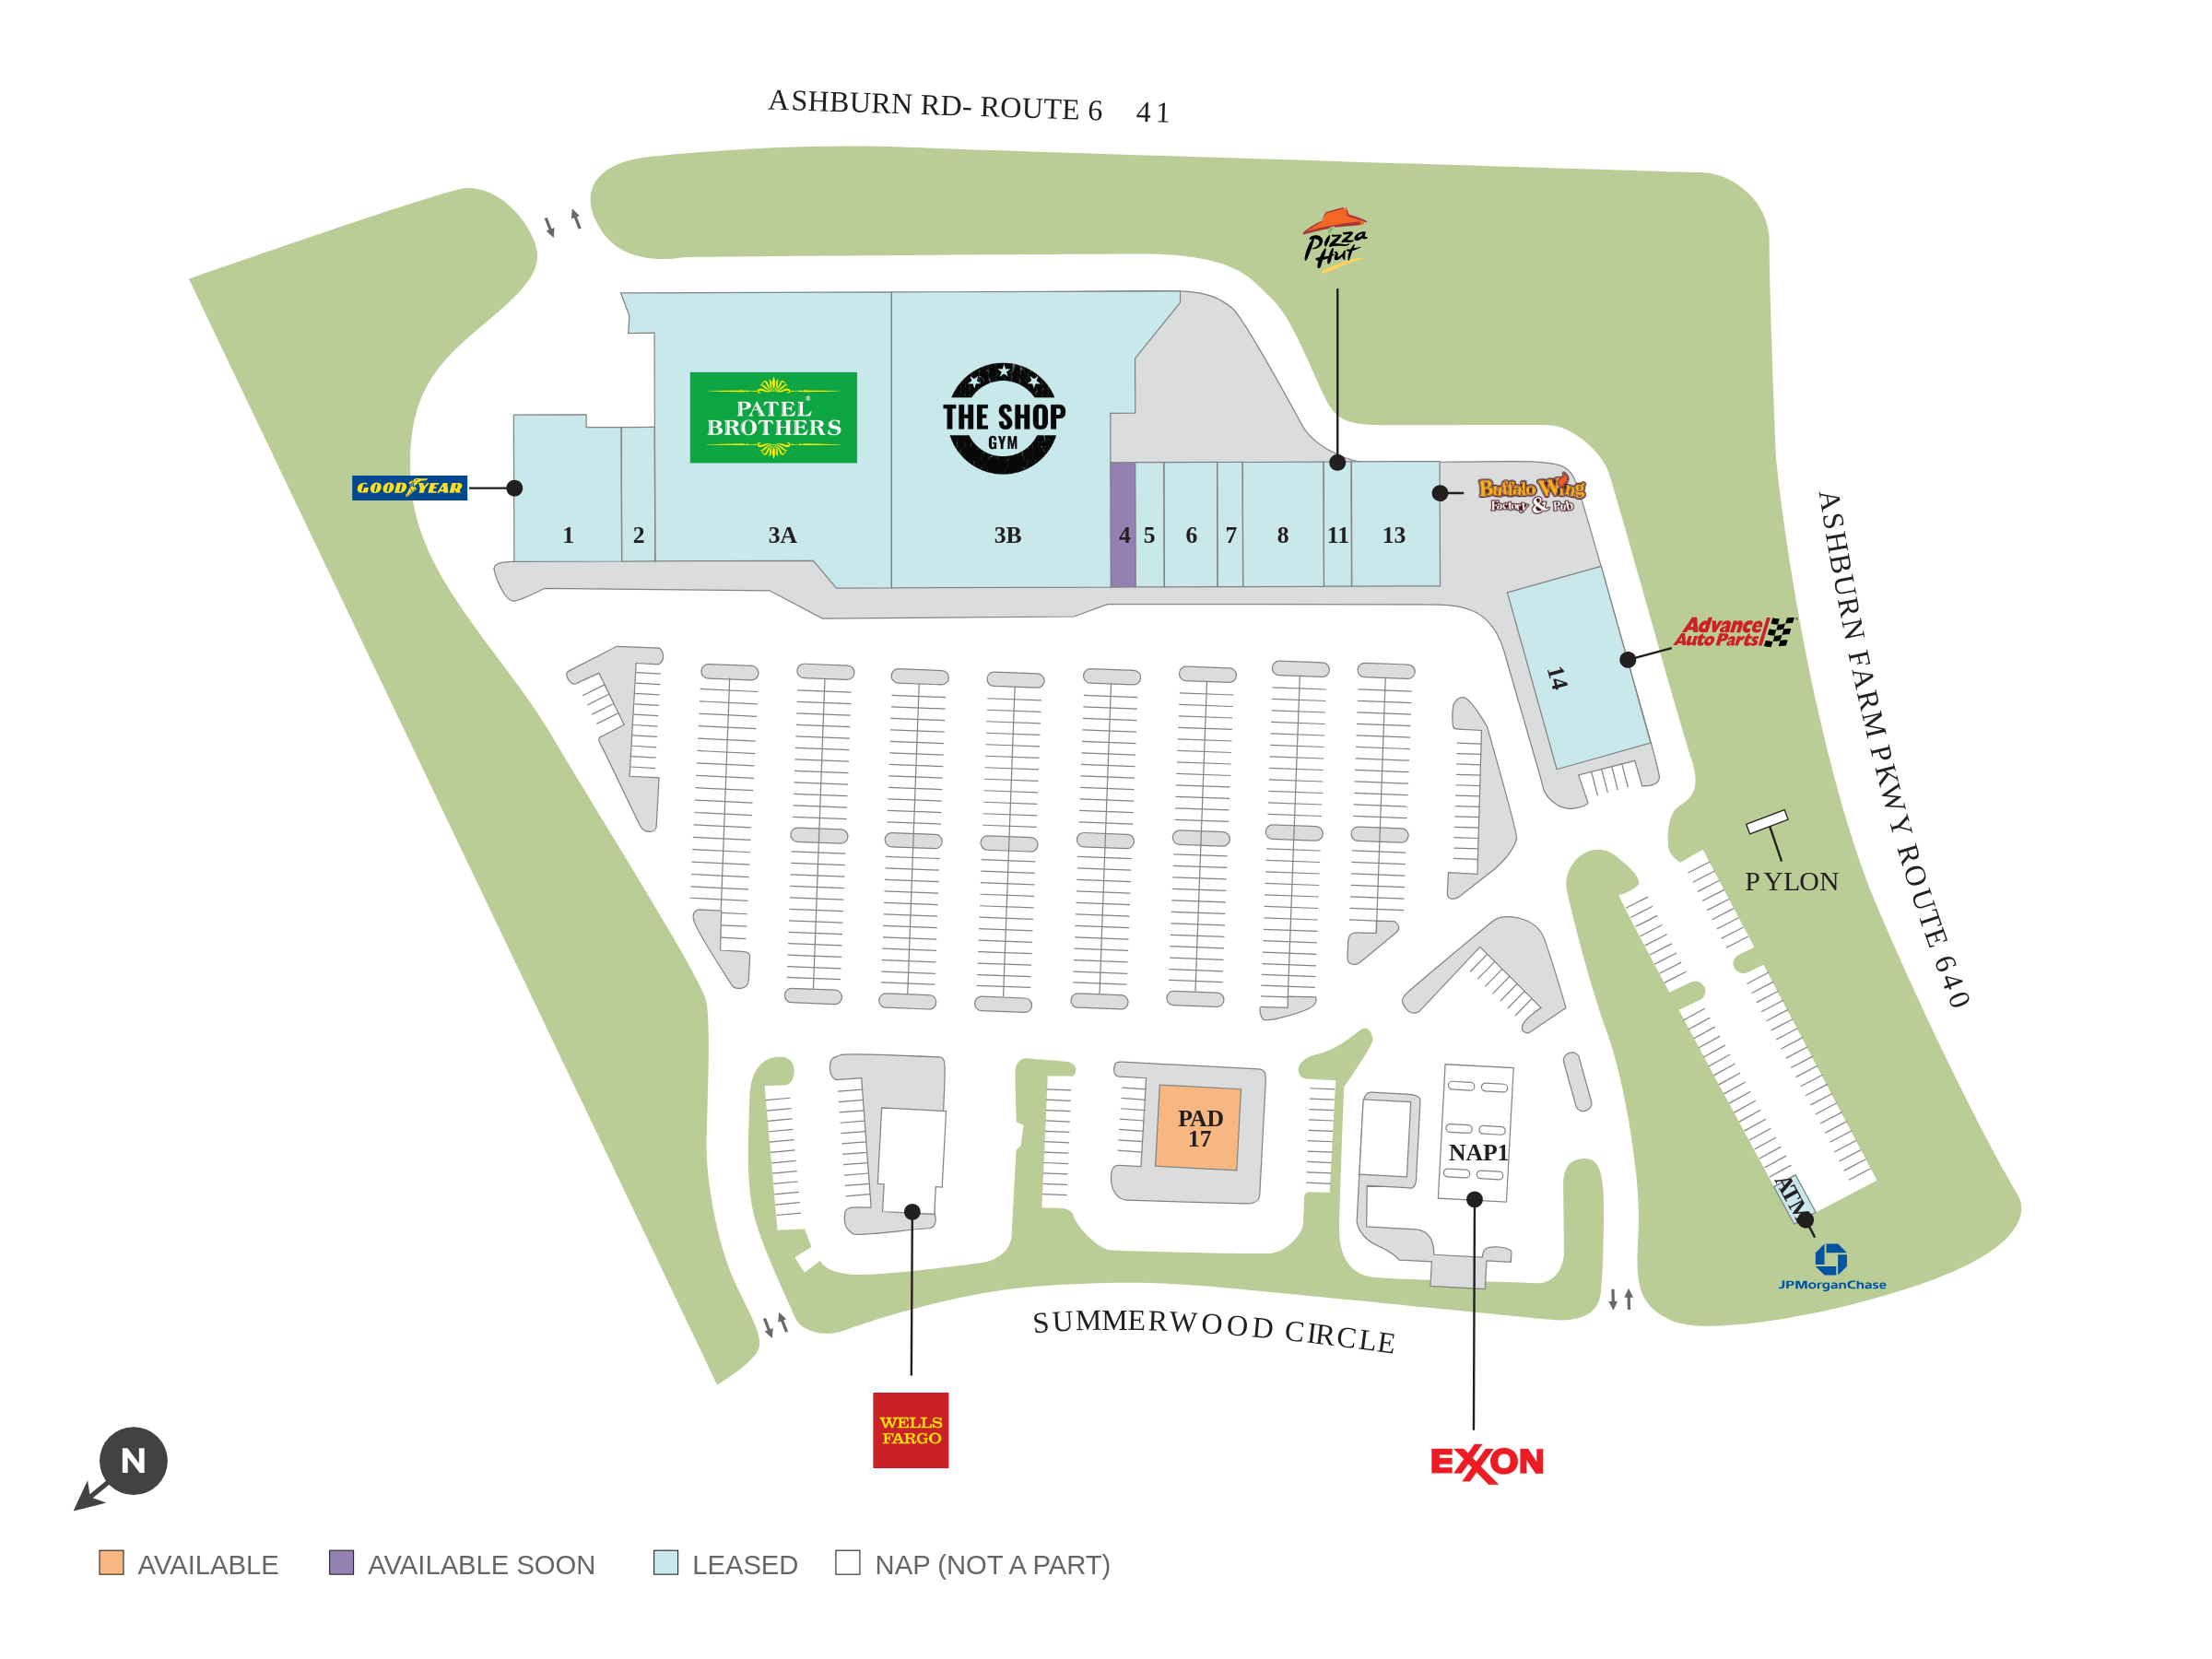 ASHBURN RD- ROUTE 6 41
Pizza
Hut
PATEL
BROTHERS
®
THE SHOP
GYM
GOODYEAR
Buffalo Wing
Factory & Pub
1
2
3A
3B
4
5
6
7
8
11
13
14
Advance
Auto Parts
ASHBURN FARM PKWY ROUTE 640
PYLON
PAD
17
NAP1
ATM
JPMorganChase
SUMMERWOOD CIRCLE
WELLS
FARGO
EXXON
N
AVAILABLE
AVAILABLE SOON
LEASED
NAP (NOT A PART)